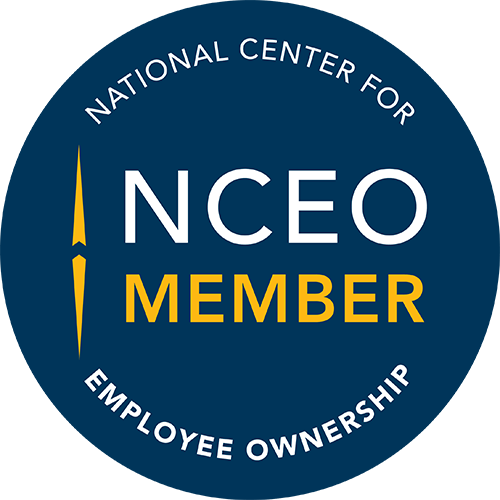 NATIONAL CENTER FOR
NCEO
MEMBER
EMPLOYEE OWNERSHIP